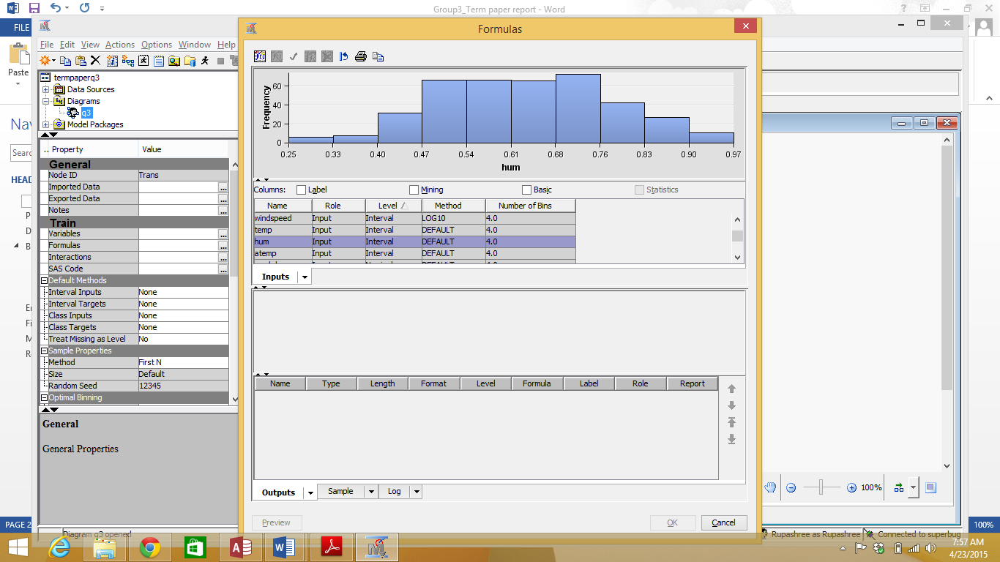 Group3_Term paper report - Word
FILE
Paste
Nav
Searc
HEAD
P
D
B
Er
Fi
M
Re
PAGE 2
100%
File Edit View Actions Options Window Help
termpaperq3
Data Sources
Diagrams
q3
Model Packages
.. Property Value
General
Node ID Trans
Imported Data ...
Exported Data ...
Notes ...
Train
Variables ...
Formulas ...
Interactions ...
SAS Code ...
Default Methods
Interval Inputs None
Interval Targets None
Class Inputs None
Class Targets None
Treat Missing as Level No
Sample Properties
Method First N
Size Default
Random Seed 12345
Optimal Binning
General
General Properties
Diagram q3 opened
Formulas
Frequency
60
40
20
0
0.25 0.33 0.40 0.47 0.54 0.61 0.68 0.76 0.83 0.90 0.97
hum
Columns: Label Mining Basic Statistics
Name Role Level Method Number of Bins
windspeed Input Interval LOG10 4.0
temp Input Interval DEFAULT 4.0
hum Input Interval DEFAULT 4.0
atemp Input Interval DEFAULT 4.0
Inputs
Name Type Length Format Level Formula Label Role Report
Outputs Sample Log
Preview OK Cancel
100%
Rupashree as Rupashree Connected to superbug
7:57 AM
4/23/2015